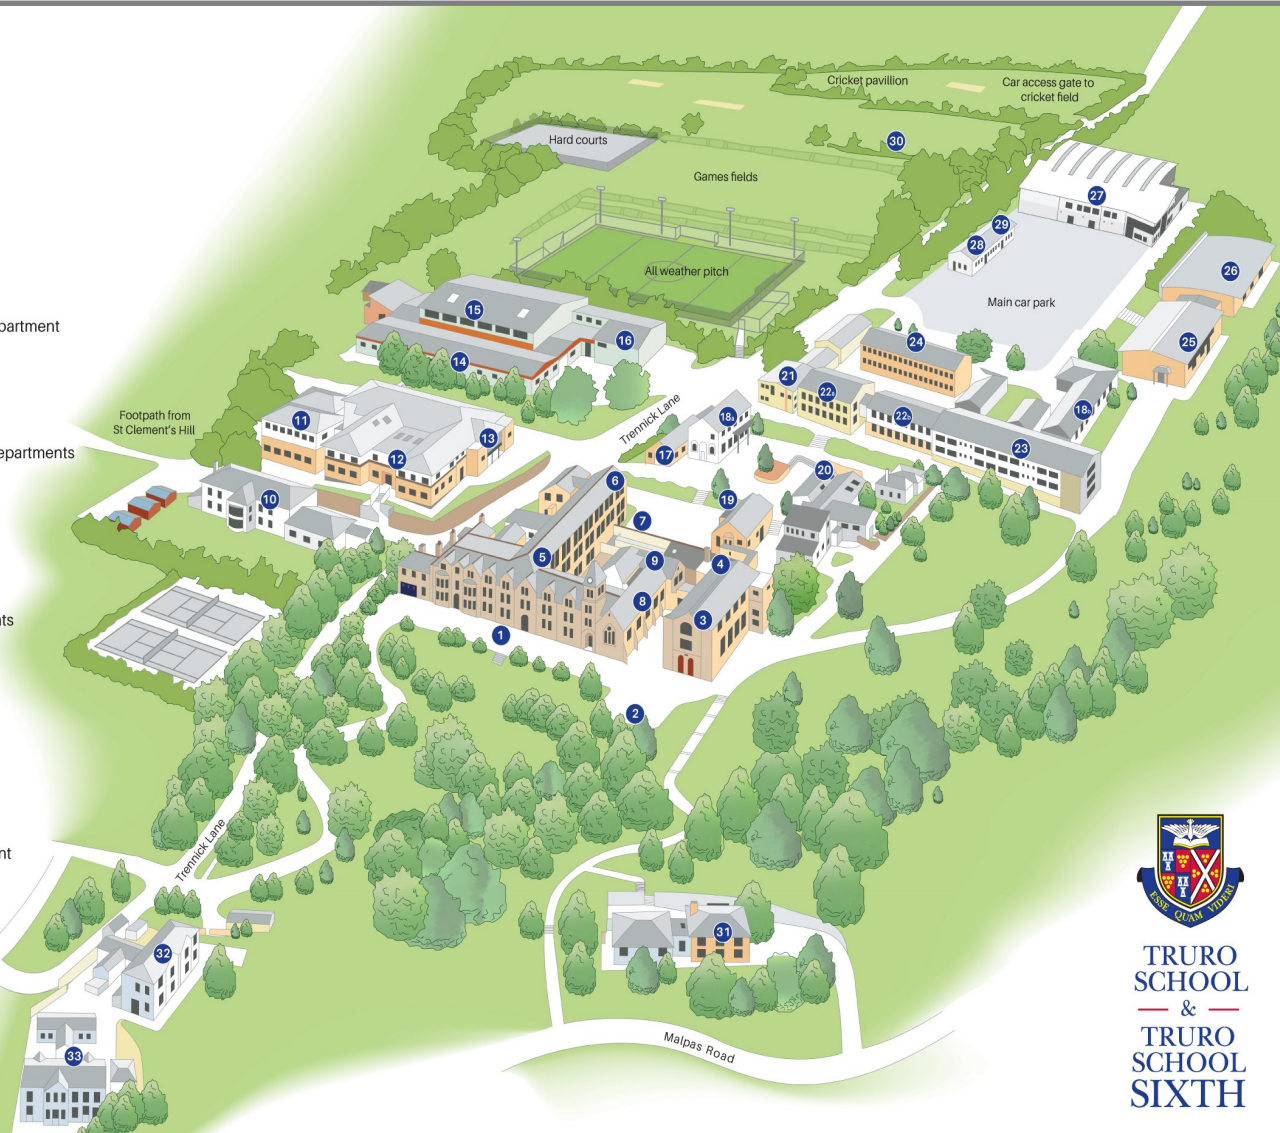 Cricket pavilion
Car access gate to
cricket field
Hard courts
30
Games fields
27
29
28
All weather pitch
26
Main car park
15
partment
16
25
24
14
21
22a
Trennick Lane
18b
Footpath from
St Clement's Hill
11
18a
22b
13
23
epartments
12
17
20
6
10
19
7
5
9
4
8
nts
3
1
2
nt
Trennick Lane
ESSE QUAM VIDERI
31
32
TRURO
SCHOOL
&
TRURO
SCHOOL
SIXTH
Malpas Road
33